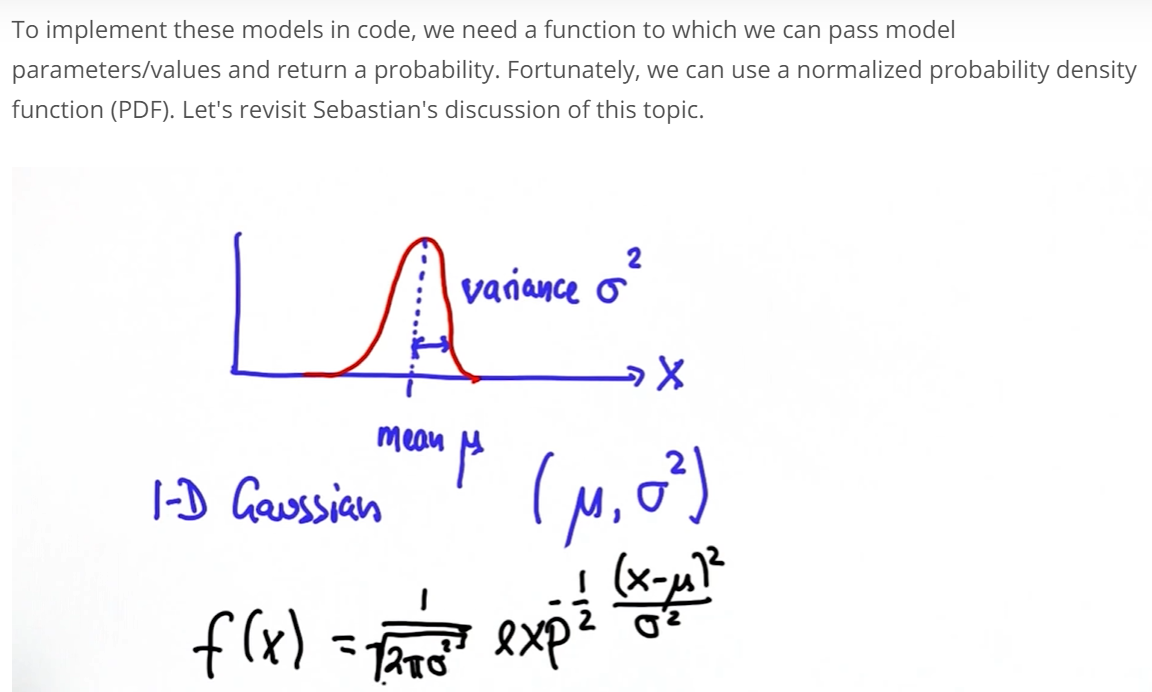 To implement these models in code, we need a function to which we can pass model
parameters/values and return a probability. Fortunately, we can use a normalized probability density
function (PDF). Let's revisit Sebastian's discussion of this topic.
variance σ²
X
mean μ
1-D Gaussian (μ, σ²)
f(x) = 1/√(2πσ²) exp^(-1/2 (x-μ)²/σ²)